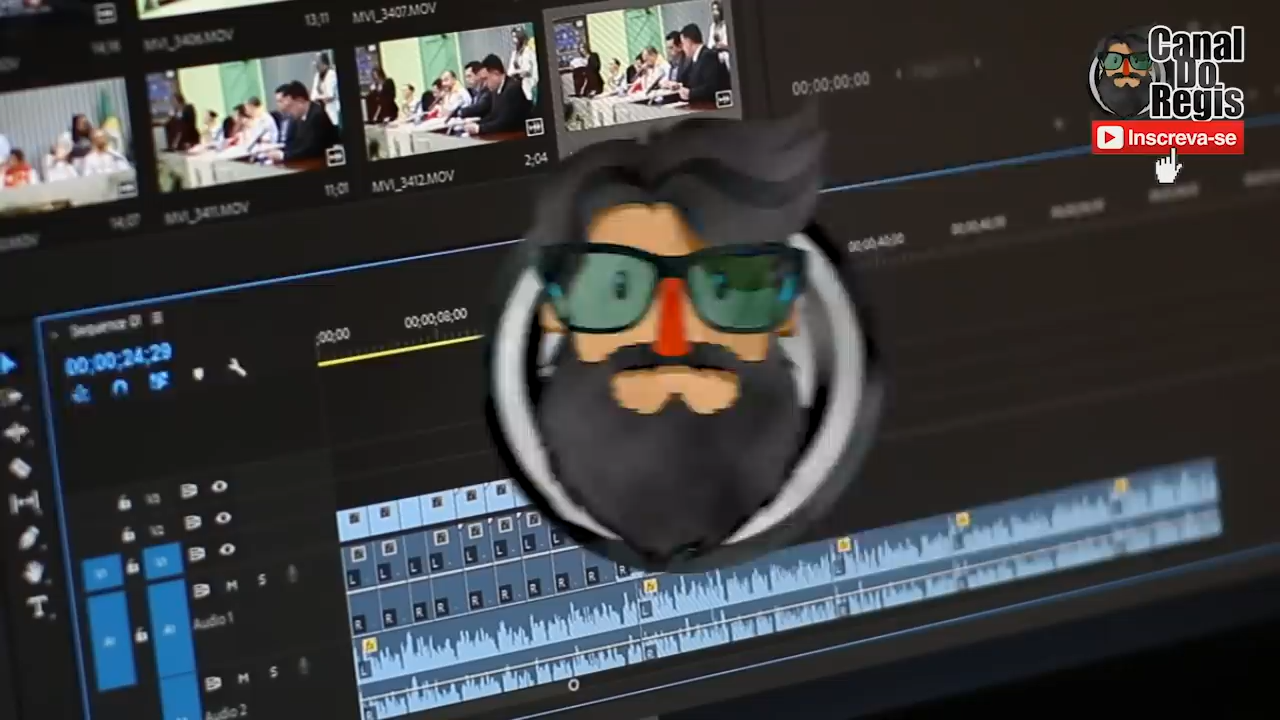 13;11
MVI_3407.MOV
14;14
MVI_3406.MOV
Canal
Do
Regis
Inscreva-se
00;00;00;00
2;04
MVI_3412.MOV
11;01
MVI_3411.MOV
14;07
00;00;40;00
Sequence 01
;00;00
00;00;08;00
00;00;24;29
M S
Audio 1
M S
Audio 2